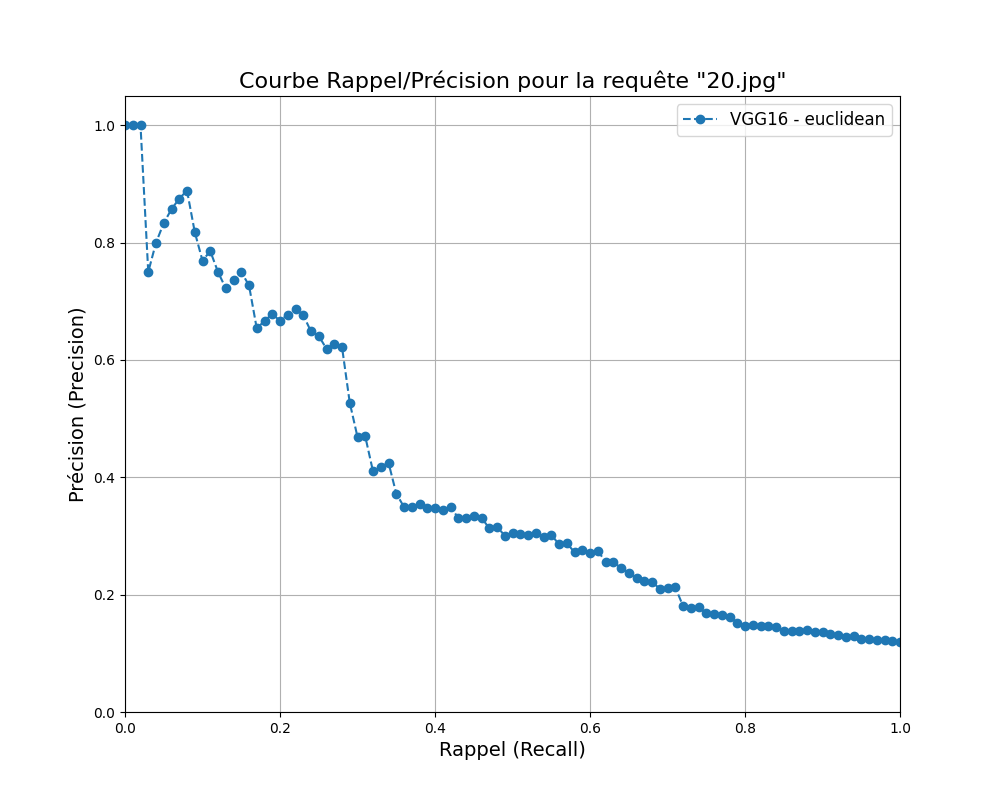 Courbe Rappel/Précision pour la requête "20.jpg"
VGG16 - euclidean
Précision (Precision)
1.0
0.8
0.6
0.4
0.2
0.0
0.0 0.2 0.4 0.6 0.8 1.0
Rappel (Recall)